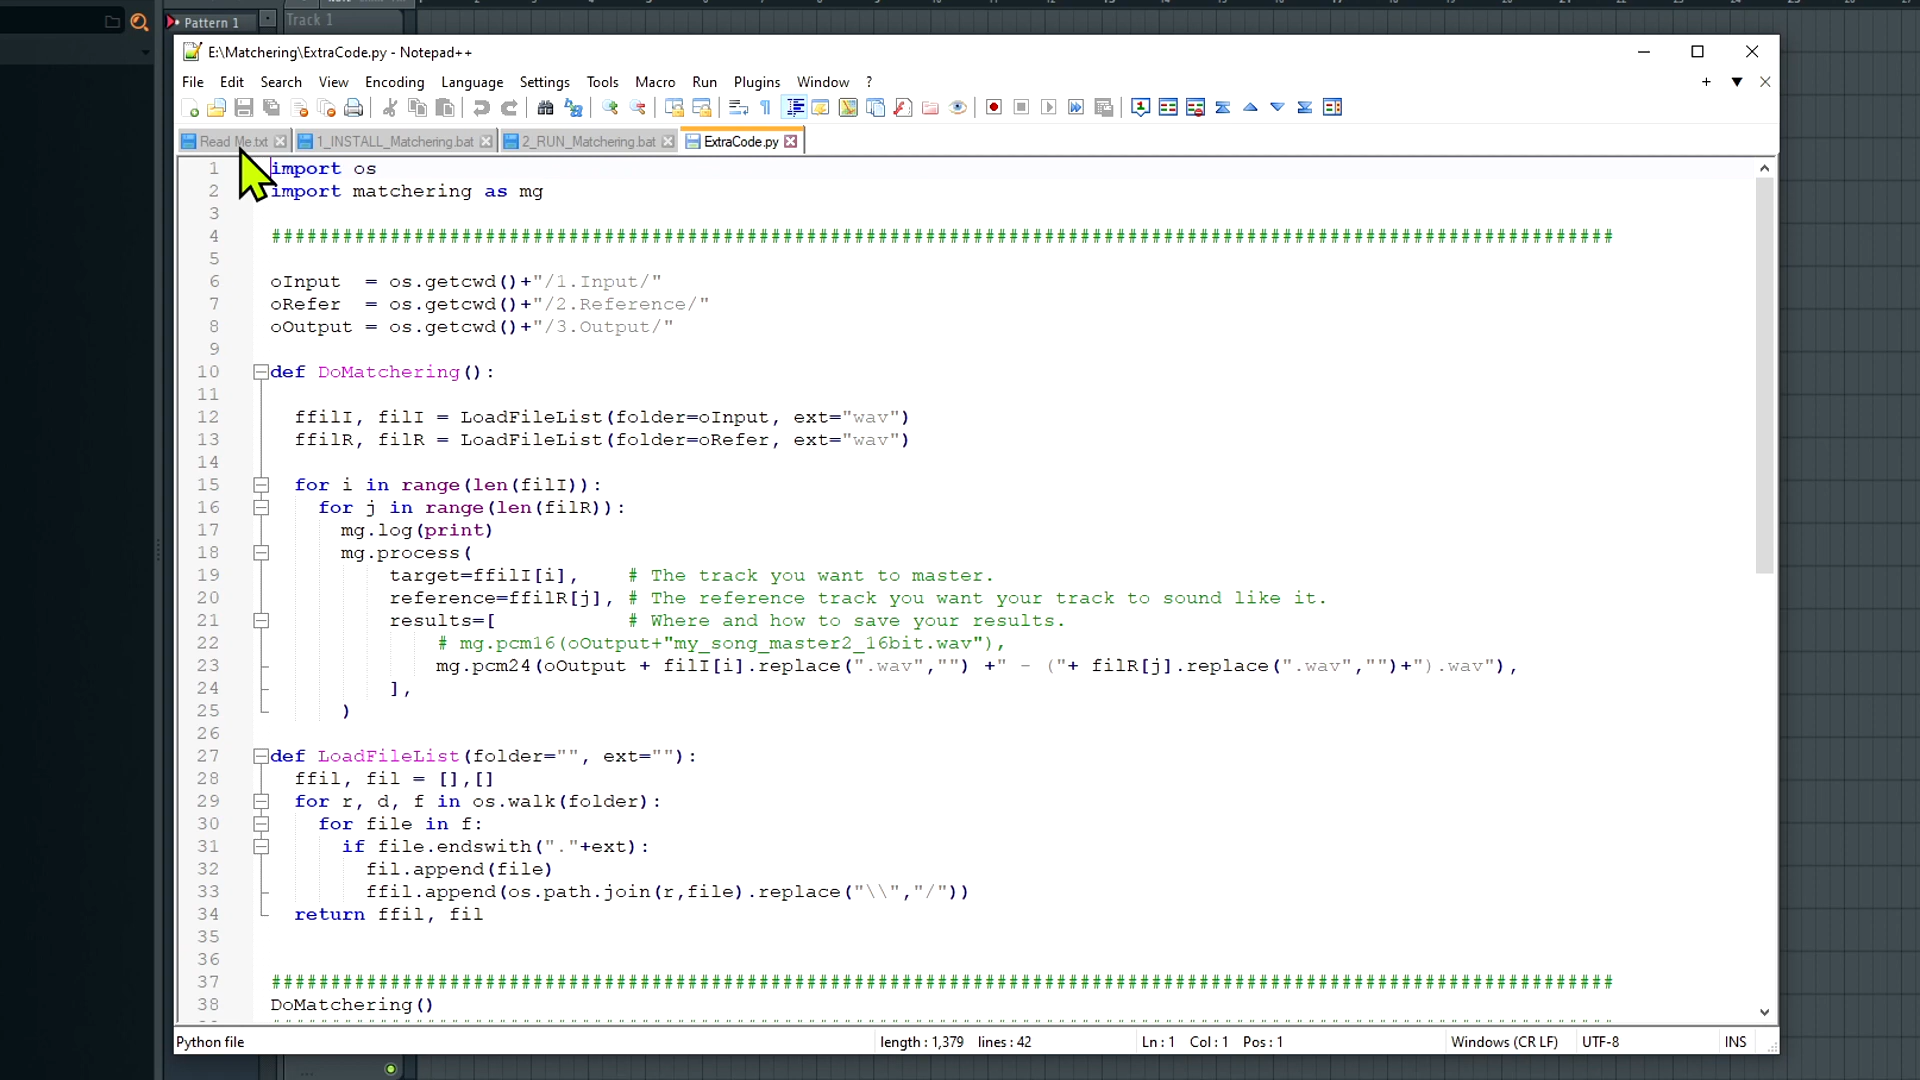 Pattern 1
Track 1
E:\Matchering\ExtraCode.py - Notepad++
File Edit Search View Encoding Language Settings Tools Macro Run Plugins Window ?
Read Me.txt 1_INSTALL_Matchering.bat 2_RUN_Matchering.bat ExtraCode.py
1 import os
2 import matchering as mg
3
4 #################################################################################################################
5
6 oInput  = os.getcwd()+"/1.Input/"
7 oRefer  = os.getcwd()+"/2.Reference/"
8 oOutput = os.getcwd()+"/3.Output/"
9
10 def DoMatchering():
11
12 ffilI, filI = LoadFileList(folder=oInput, ext="wav")
13 ffilR, filR = LoadFileList(folder=oRefer, ext="wav")
14
15 for i in range(len(filI)):
16 for j in range(len(filR)):
17 mg.log(print)
18 mg.process(
19 target=ffilI[i],    # The track you want to master.
20 reference=ffilR[j], # The reference track you want your track to sound like it.
21 results=[           # Where and how to save your results.
22 # mg.pcm16(oOutput+"my_song_master2_16bit.wav"),
23 mg.pcm24(oOutput + filI[i].replace(".wav","") +" - ("+ filR[j].replace(".wav","")+").wav"),
24 ],
25 )
26
27 def LoadFileList(folder="", ext=""):
28 ffil, fil = [],[]
29 for r, d, f in os.walk(folder):
30 for file in f:
31 if file.endswith("."+ext):
32 fil.append(file)
33 ffil.append(os.path.join(r,file).replace("\\","/"))
34 return ffil, fil
35
36
37 #################################################################################################################
38 DoMatchering()
Python file length : 1,379 lines : 42 Ln : 1 Col : 1 Pos : 1 Windows (CR LF) UTF-8 INS